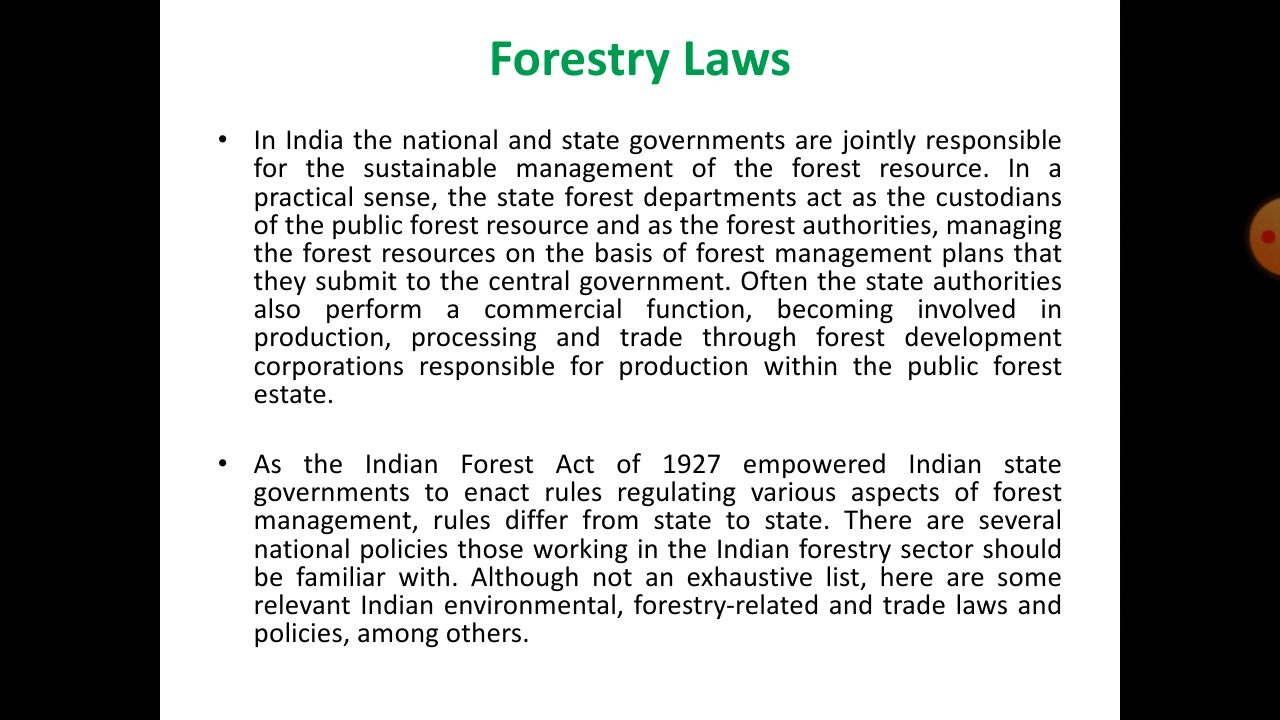 Forestry Laws
• In India the national and state governments are jointly responsible
for the sustainable management of the forest resource. In a
practical sense, the state forest departments act as the custodians
of the public forest resource and as the forest authorities, managing
the forest resources on the basis of forest management plans that
they submit to the central government. Often the state authorities
also perform a commercial function, becoming involved in
production, processing and trade through forest development
corporations responsible for production within the public forest
estate.
• As the Indian Forest Act of 1927 empowered Indian state
governments to enact rules regulating various aspects of forest
management, rules differ from state to state. There are several
national policies those working in the Indian forestry sector should
be familiar with. Although not an exhaustive list, here are some
relevant Indian environmental, forestry-related and trade laws and
policies, among others.